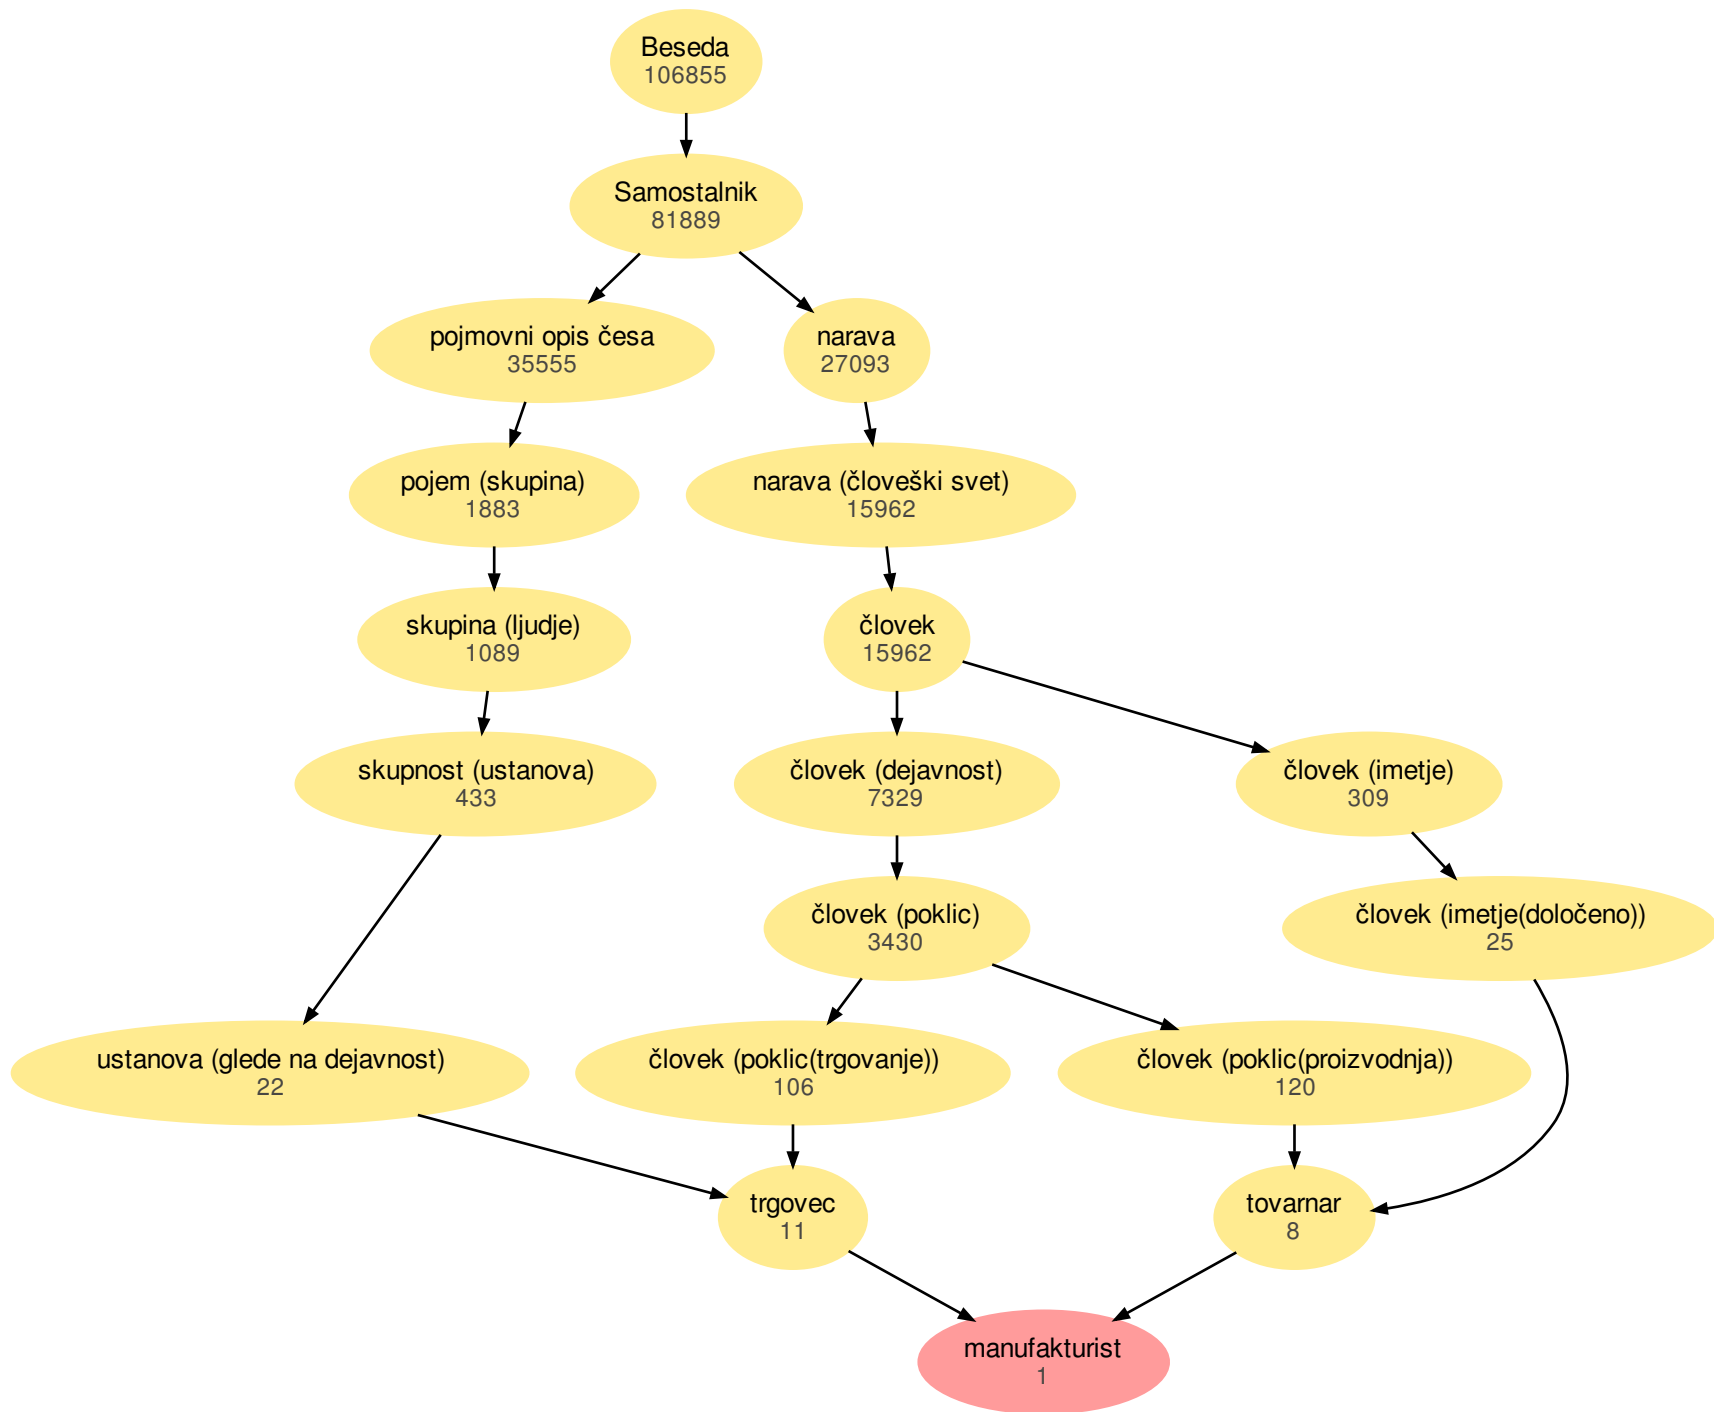 Beseda
106855
Samostalnik
81889
pojmovni opis česa
35555
narava
27093
pojem (skupina)
1883
narava (človeški svet)
15962
skupina (ljudje)
1089
človek
15962
skupnost (ustanova)
433
človek (dejavnost)
7329
človek (imetje)
309
človek (poklic)
3430
človek (imetje(določeno))
25
ustanova (glede na dejavnost)
22
človek (poklic(trgovanje))
106
človek (poklic(proizvodnja))
120
trgovec
11
tovarnar
8
manufakturist
1